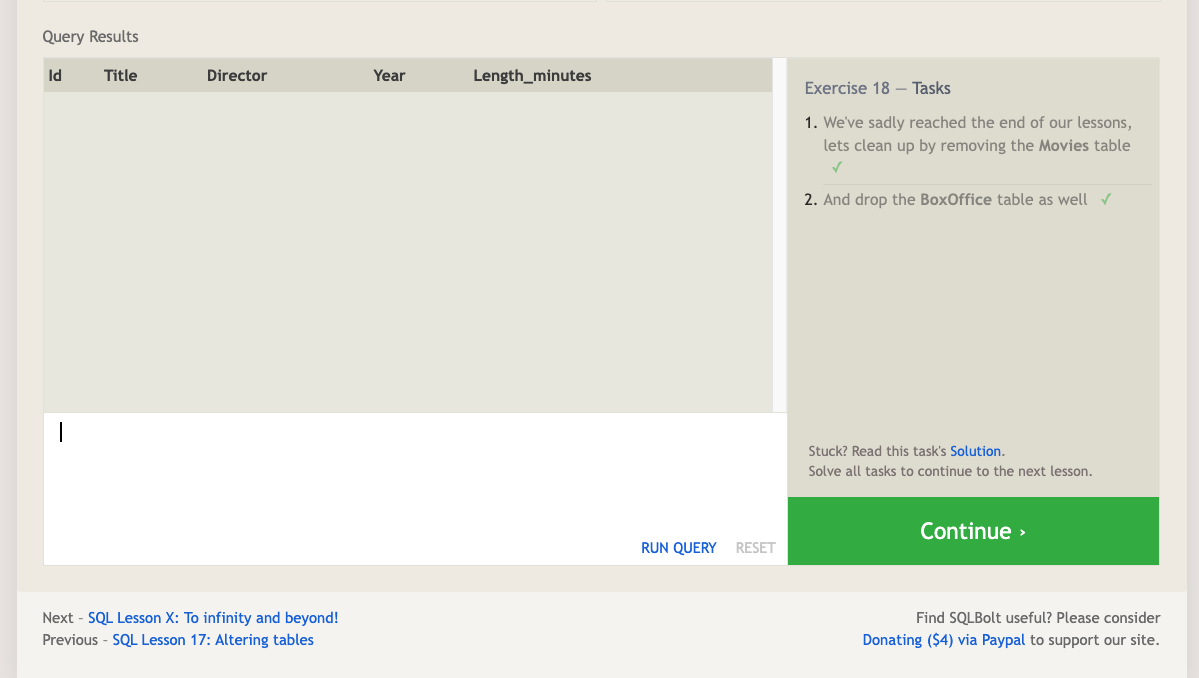 Query Results
Id Title Director Year Length_minutes
Exercise 18 — Tasks
1. We've sadly reached the end of our lessons,
lets clean up by removing the Movies table
✓
2. And drop the BoxOffice table as well ✓
Stuck? Read this task's Solution.
Solve all tasks to continue to the next lesson.
RUN QUERY RESET
Continue ›
Next – SQL Lesson X: To infinity and beyond!
Previous – SQL Lesson 17: Altering tables
Find SQLBolt useful? Please consider
Donating ($4) via Paypal to support our site.